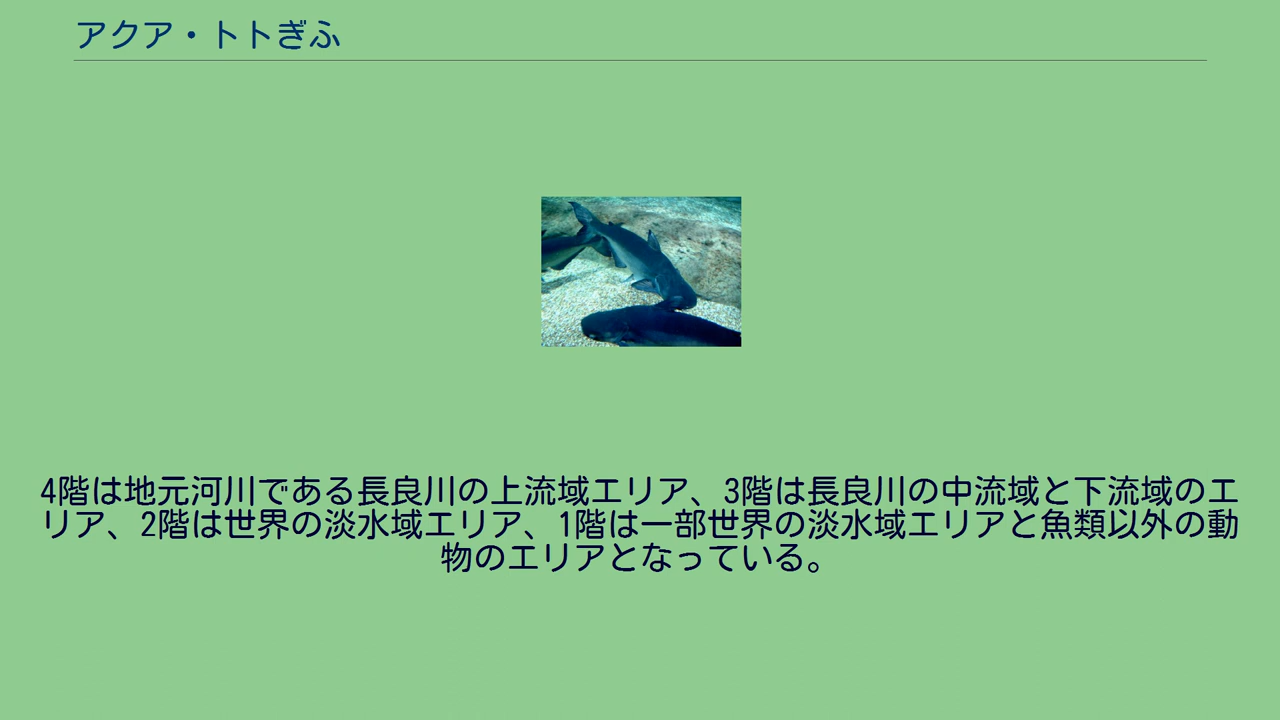 アクア・トトぎふ
4階は地元河川である長良川の上流域エリア、3階は長良川の中流域と下流域のエ
リア、2階は世界の淡水域エリア、1階は一部世界の淡水域エリアと魚類以外の動
物のエリアとなっている。